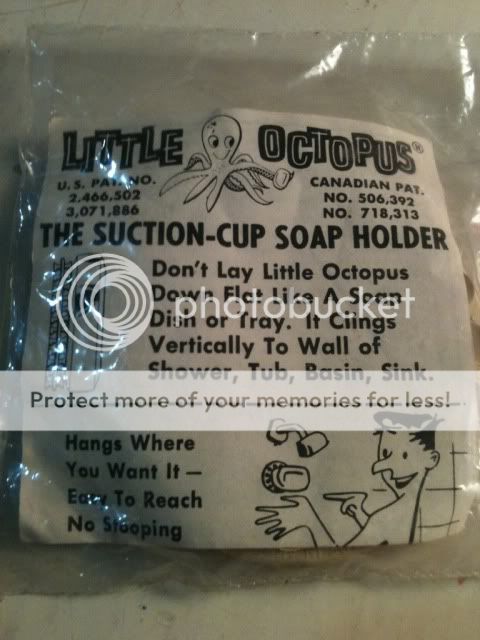 LITTLE OCTOPUS®
U.S. PAT. NO.
2,466,502
3,071,886
CANADIAN PAT.
NO. 506,392
NO. 718,313
THE SUCTION-CUP SOAP HOLDER
Don't Lay Little Octopus
Down Flat Like A Soap
Dish or Tray. It Clings
Vertically To Wall of
Shower, Tub, Basin, Sink.
photobucket
Protect more of your memories for less!
Hangs Where
You Want It —
Easy To Reach
No Stooping